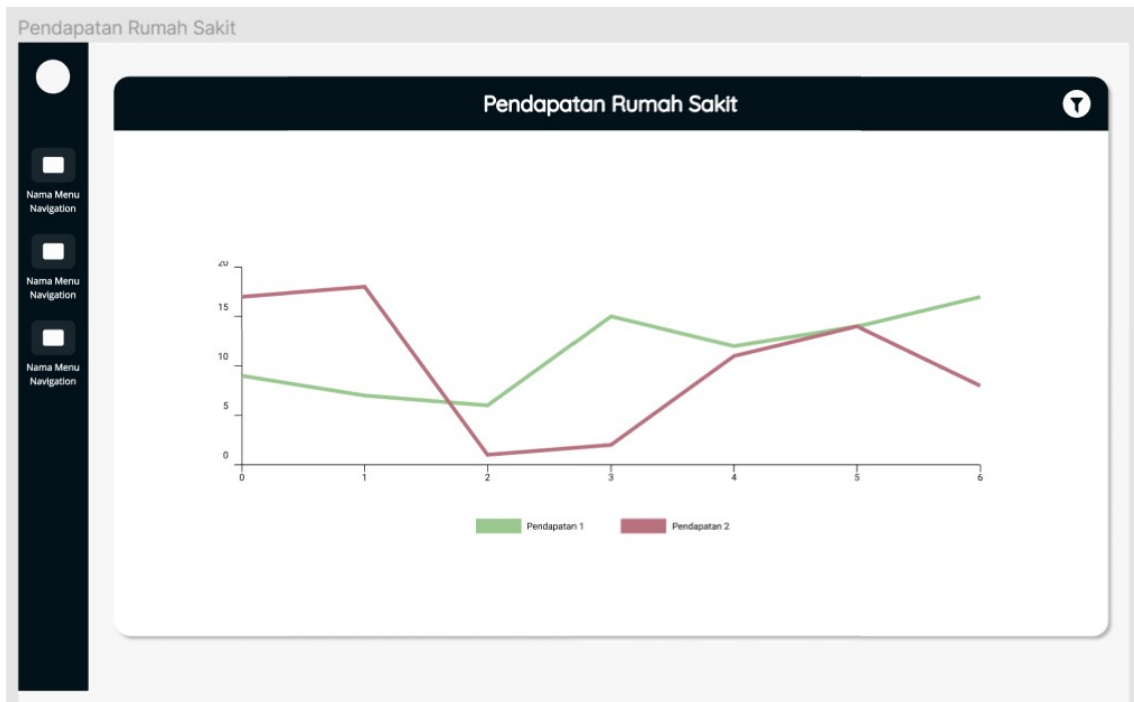 Pendapatan Rumah Sakit
Pendapatan Rumah Sakit
Nama Menu
Navigation
Nama Menu
Navigation
Nama Menu
Navigation
20
15
10
5
0
0 1 2 3 4 5 6
Pendapatan 1 Pendapatan 2